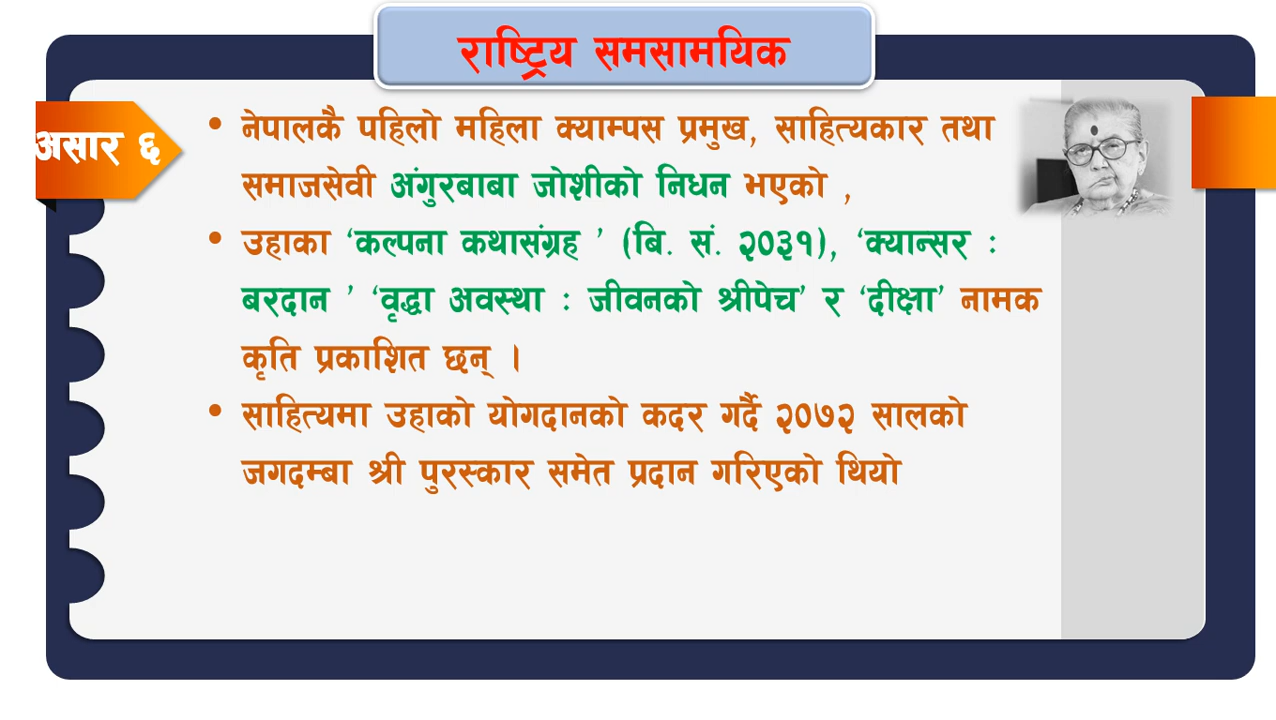 राष्ट्रिय समसामयिक
असार ६
• नेपालकै पहिलो महिला क्याम्पस प्रमुख, साहित्यकार तथा
समाजसेवी अंगुरबाबा जोशीको निधन भएको ,
• उहाका ‘कल्पना कथासंग्रह ’ (बि. सं. २०३१), ‘क्यान्सर :
बरदान ’ ‘वृद्धा अवस्था : जीवनको श्रीपेच’ र ‘दीक्षा’ नामक
कृति प्रकाशित छन् ।
• साहित्यमा उहाको योगदानको कदर गर्दै २०७२ सालको
जगदम्बा श्री पुरस्कार समेत प्रदान गरिएको थियो